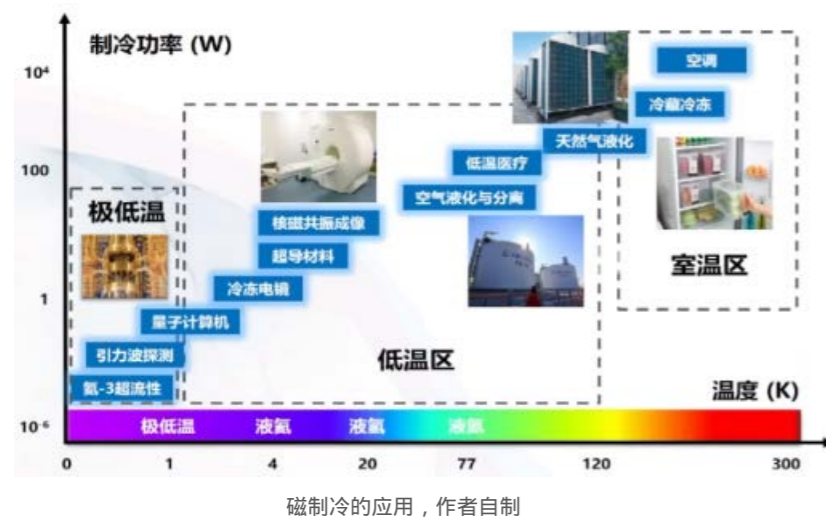 制冷功率 (W)
空调
10⁴
冷藏冷冻
天然气液化
100
低温医疗
空气液化与分离
极低温
核磁共振成像
超导材料
室温区
冷冻电镜
1
量子计算机
引力波探测
低温区
氦-3超流性
温度 (K)
10⁻⁶
极低温 液氦 液氢 液氮
0 1 4 20 77 120 300
磁制冷的应用，作者自制